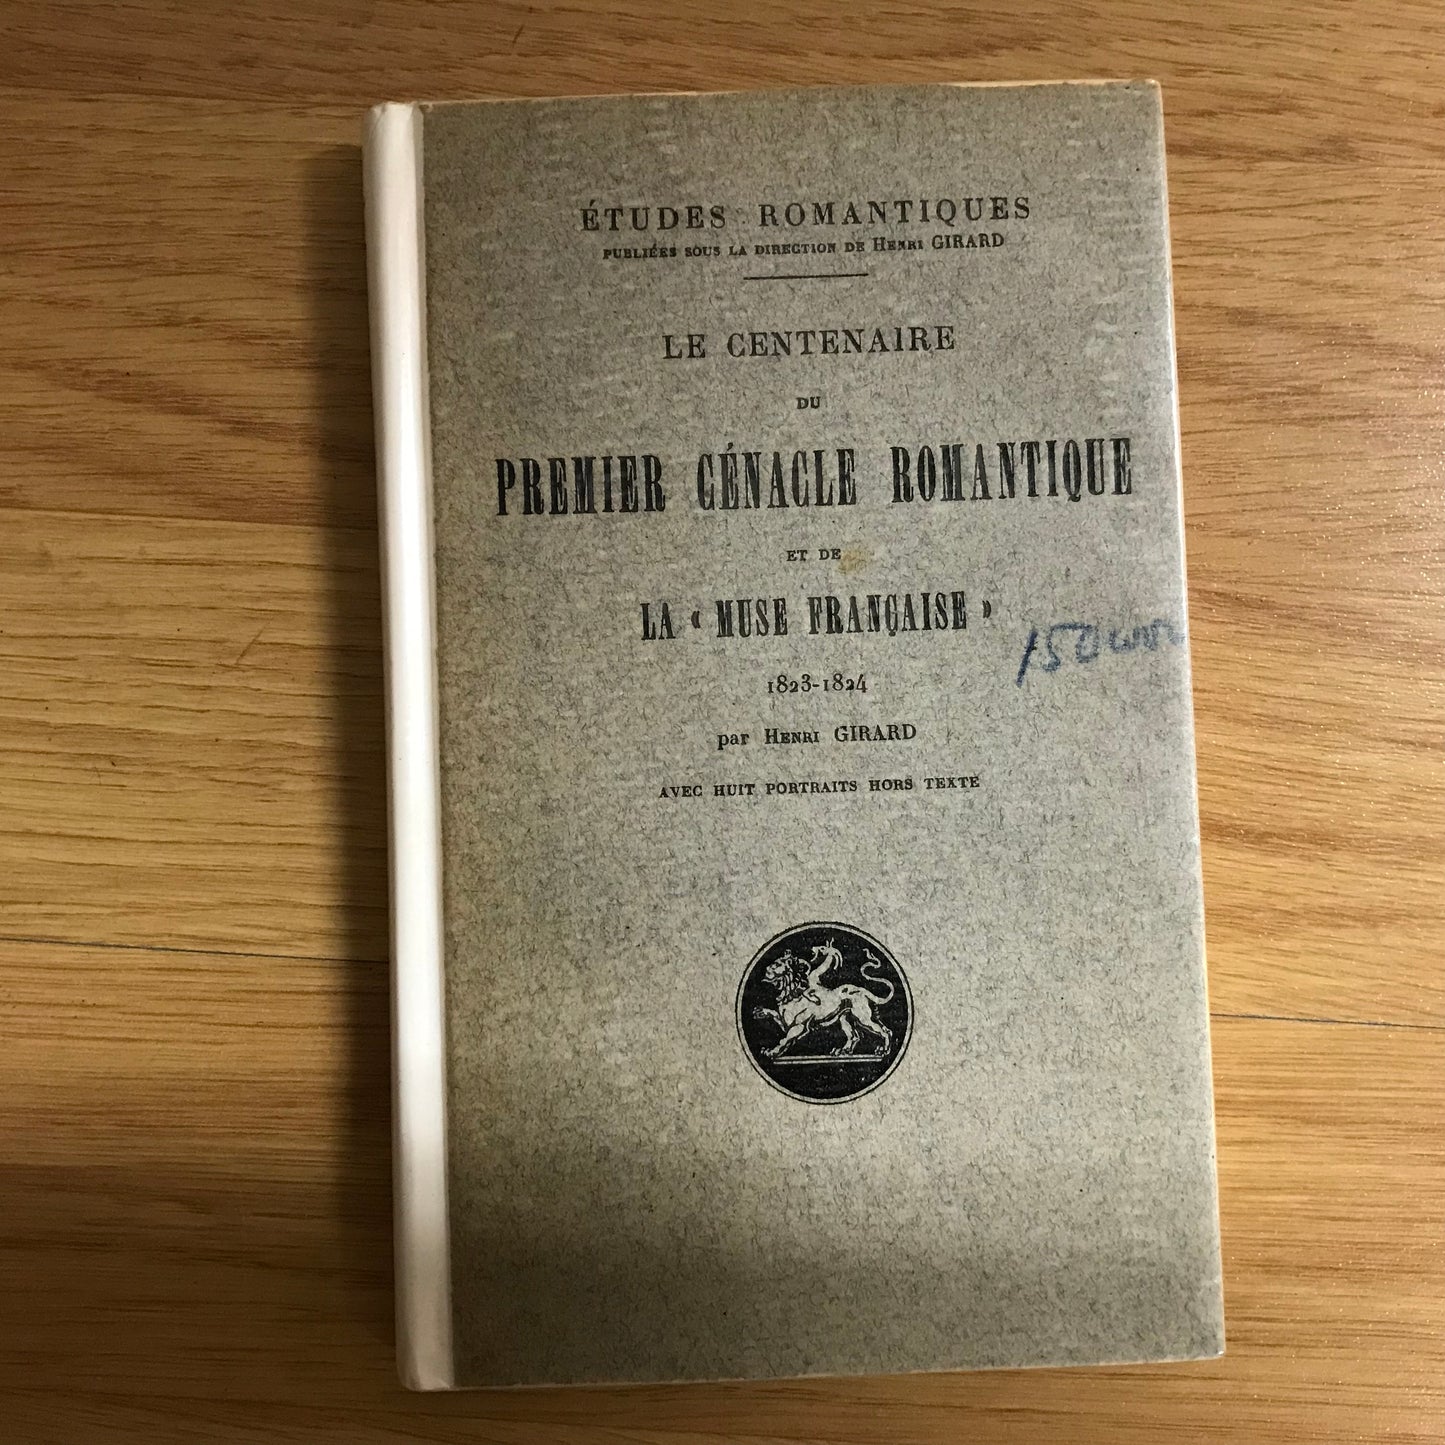 ÉTUDES ROMANTIQUES
PUBLIÉES SOUS LA DIRECTION DE HENRI GIRARD
LE CENTENAIRE
DU
PREMIER CÉNACLE ROMANTIQUE
ET DE
LA « MUSE FRANÇAISE »
1823-1824
par HENRI GIRARD
AVEC HUIT PORTRAITS HORS TEXTE